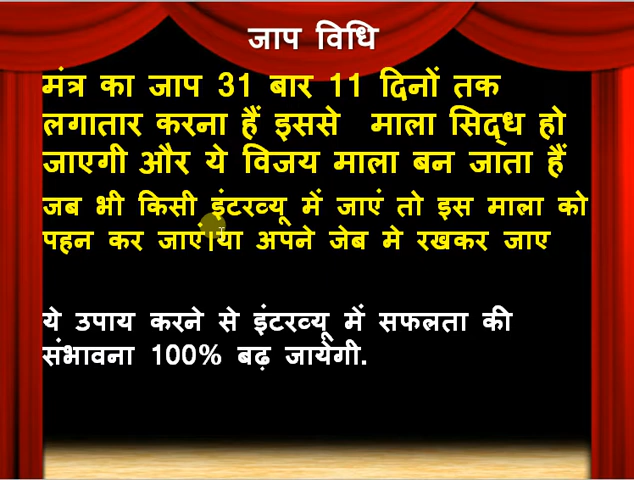 जाप विधि
मंत्र का जाप 31 बार 11 दिनों तक
लगातार करना हैं इससे माला सिद्ध हो
जाएगी और ये विजय माला बन जाता हैं
जब भी किसी इंटरव्यू में जाएं तो इस माला को
पहन कर जाएं।या अपने जेब मे रखकर जाए
ये उपाय करने से इंटरव्यू में सफलता की
संभावना 100% बढ़ जायेगी.